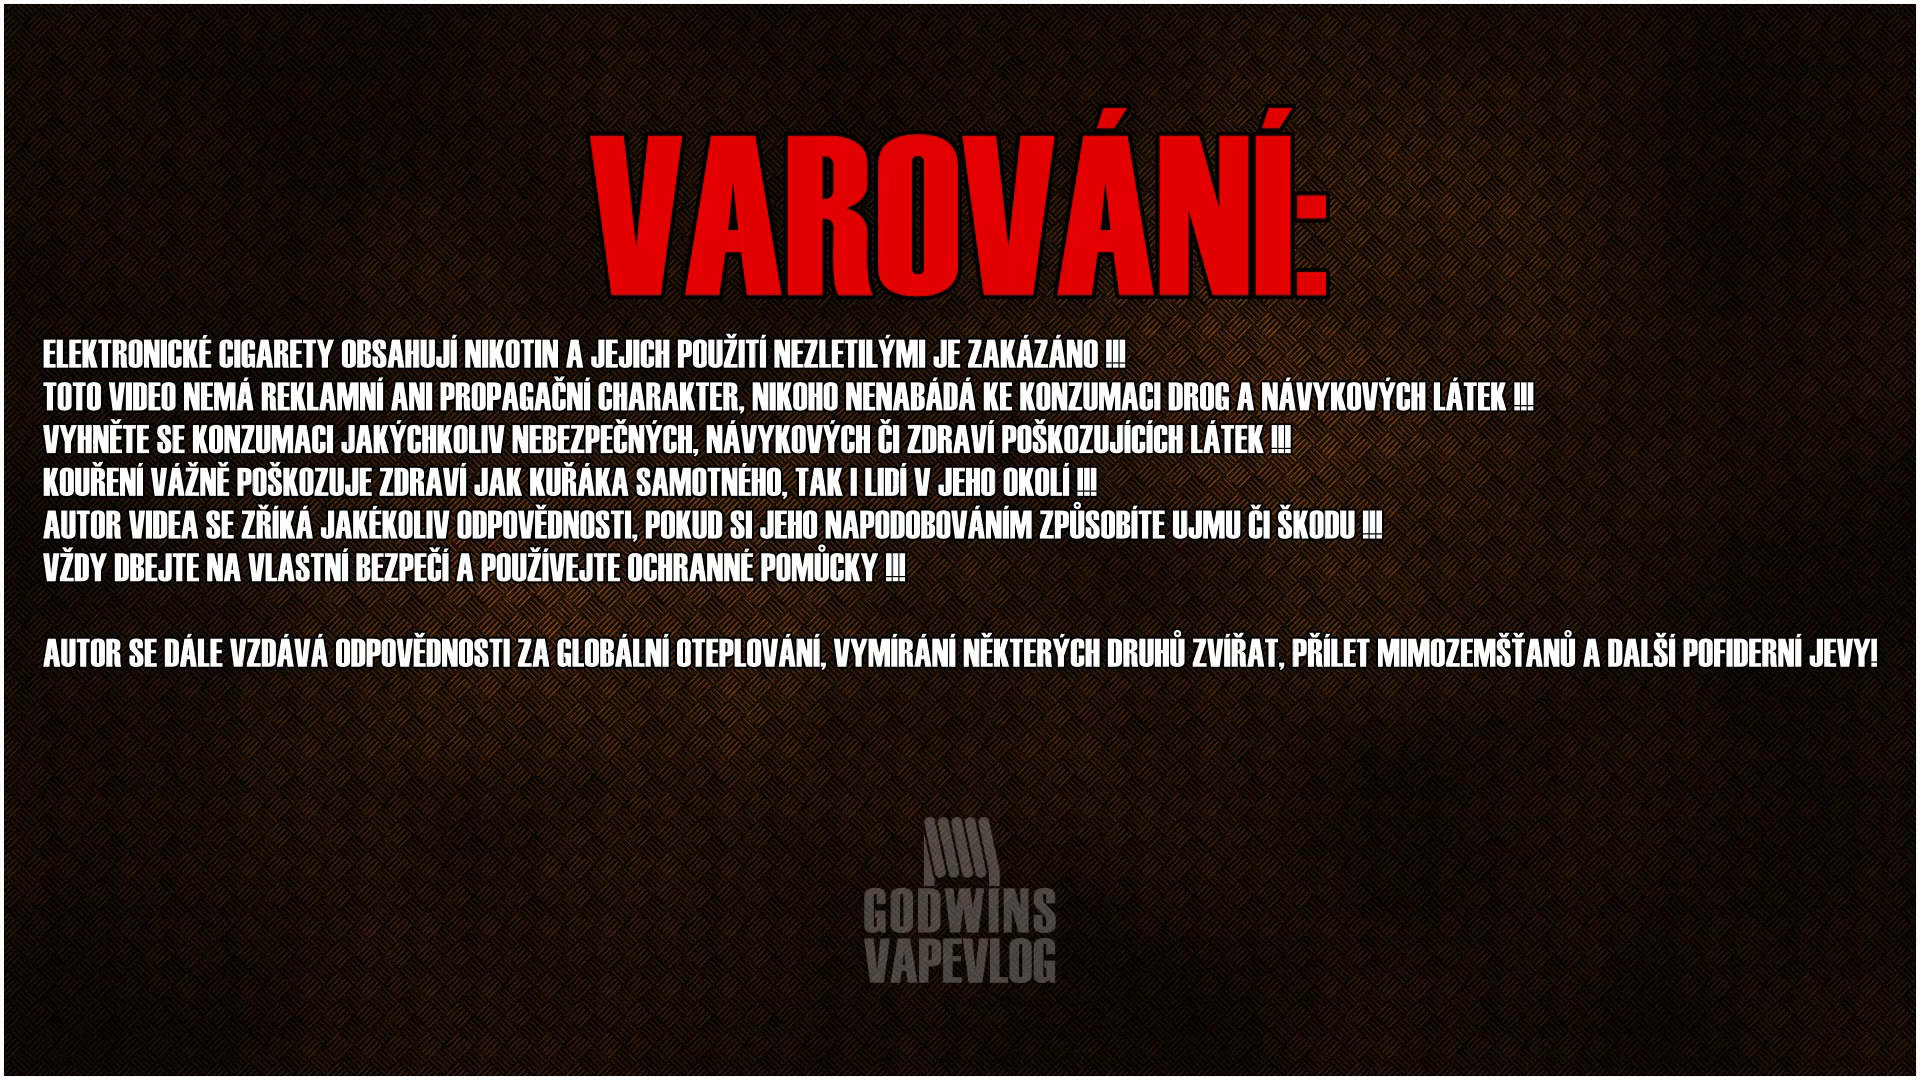 VAROVÁNÍ:
ELEKTRONICKÉ CIGARETY OBSAHUJÍ NIKOTIN A JEJICH POUŽITÍ NEZLETILÝMI JE ZAKÁZÁNO !!!
TOTO VIDEO NEMÁ REKLAMNÍ ANI PROPAGAČNÍ CHARAKTER, NIKOHO NENABÁDÁ KE KONZUMACI DROG A NÁVYKOVÝCH LÁTEK !!!
VYHNĚTE SE KONZUMACI JAKÝCHKOLIV NEBEZPEČNÝCH, NÁVYKOVÝCH ČI ZDRAVÍ POŠKOZUJÍCÍCH LÁTEK !!!
KOUŘENÍ VÁŽNĚ POŠKOZUJE ZDRAVÍ JAK KUŘÁKA SAMOTNÉHO, TAK I LIDÍ V JEHO OKOLÍ !!!
AUTOR VIDEA SE ZŘÍKÁ JAKÉKOLIV ODPOVĚDNOSTI, POKUD SI JEHO NAPODOBOVÁNÍM ZPŮSOBÍTE UJMU ČI ŠKODU !!!
VŽDY DBEJTE NA VLASTNÍ BEZPEČÍ A POUŽÍVEJTE OCHRANNÉ POMŮCKY !!!
AUTOR SE DÁLE VZDÁVÁ ODPOVĚDNOSTI ZA GLOBÁLNÍ OTEPLOVÁNÍ, VYMÍRÁNÍ NĚKTERÝCH DRUHŮ ZVÍŘAT, PŘÍLET MIMOZEMŠŤANŮ A DALŠÍ POFIDERNÍ JEVY!
GODWINS
VAPEVLOG